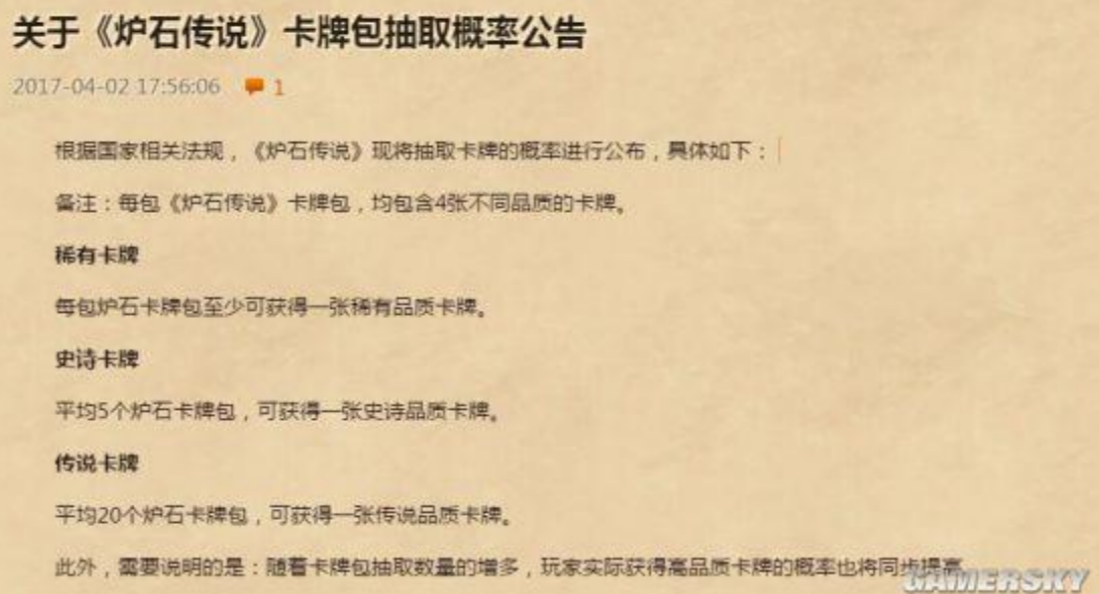 关于《炉石传说》卡牌包抽取概率公告
2017-04-02 17:56:06 1
根据国家相关法规，《炉石传说》现将抽取卡牌的概率进行公布，具体如下：
备注：每包《炉石传说》卡牌包，均包含4张不同品质的卡牌。
稀有卡牌
每包炉石卡牌包至少可获得一张稀有品质卡牌。
史诗卡牌
平均5个炉石卡牌包，可获得一张史诗品质卡牌。
传说卡牌
平均20个炉石卡牌包，可获得一张传说品质卡牌。
此外，需要说明的是：随着卡牌包抽取数量的增多，玩家实际获得高品质卡牌的概率也将同步提高
GAMERSKY